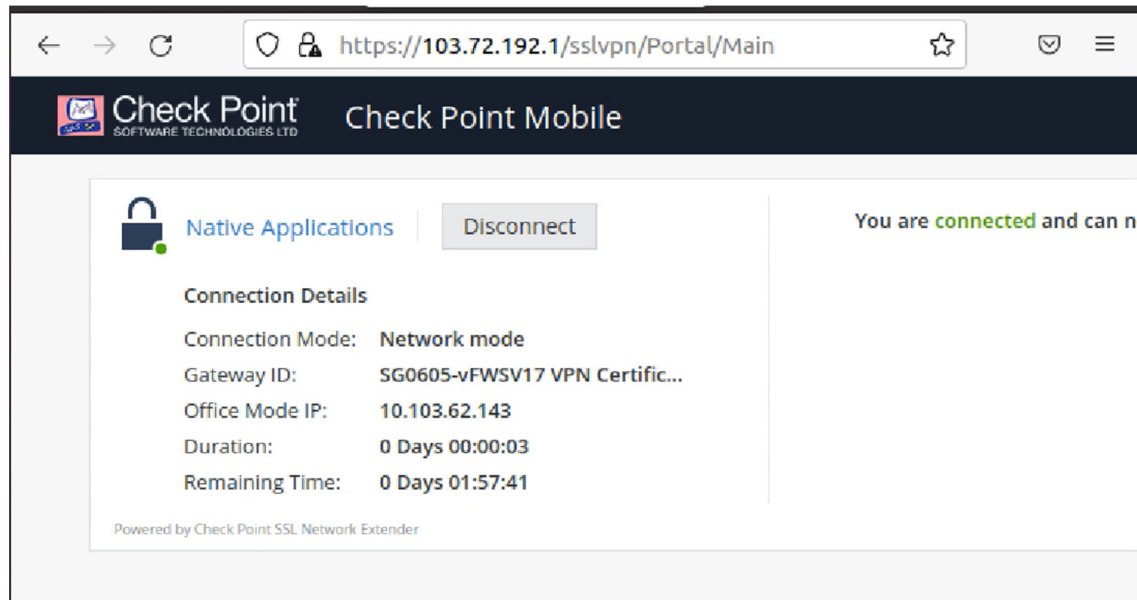 https://103.72.192.1/sslvpn/Portal/Main
Check Point
SOFTWARE TECHNOLOGIES LTD
Check Point Mobile
Native Applications
Disconnect
You are connected and can n
Connection Details
Connection Mode: Network mode
Gateway ID: SG0605-vFWSV17 VPN Certific...
Office Mode IP: 10.103.62.143
Duration: 0 Days 00:00:03
Remaining Time: 0 Days 01:57:41
Powered by Check Point SSL Network Extender